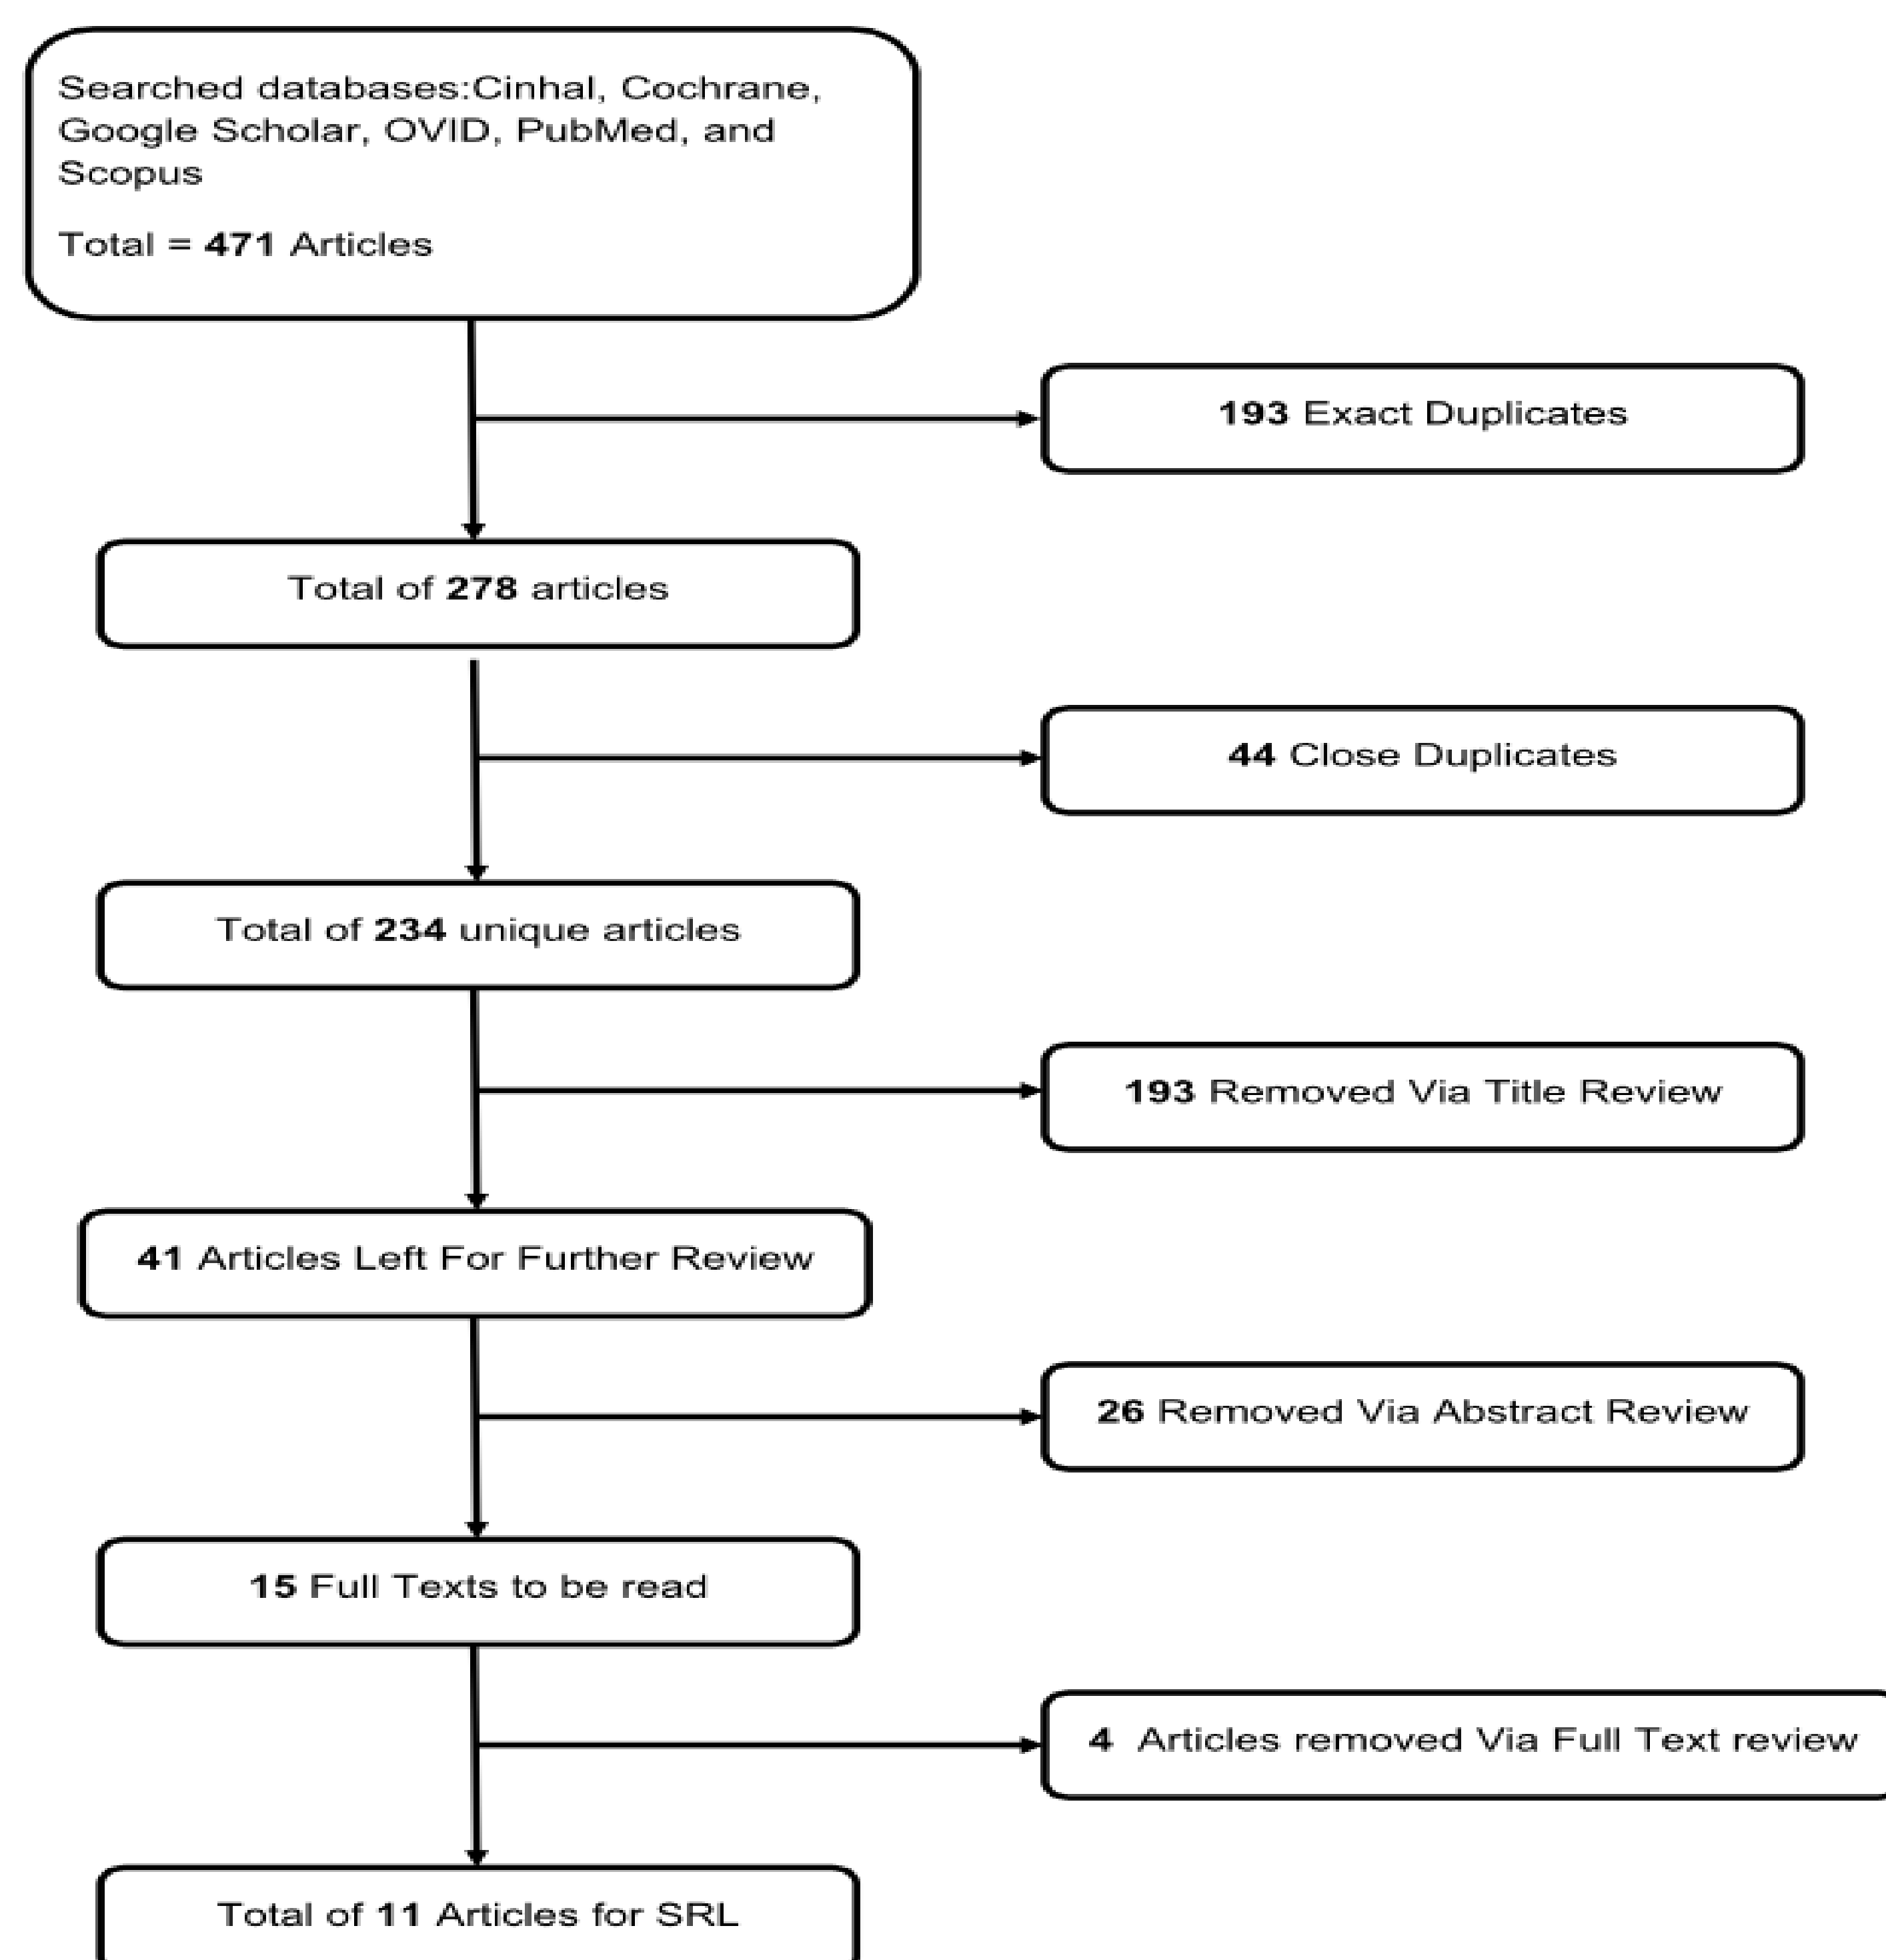 Searched databases:Cinhal, Cochrane,
Google Scholar, OVID, PubMed, and
Scopus
Total = 471 Articles
193 Exact Duplicates
Total of 278 articles
44 Close Duplicates
Total of 234 unique articles
193 Removed Via Title Review
41 Articles Left For Further Review
26 Removed Via Abstract Review
15 Full Texts to be read
4 Articles removed Via Full Text review
Total of 11 Articles for SRL